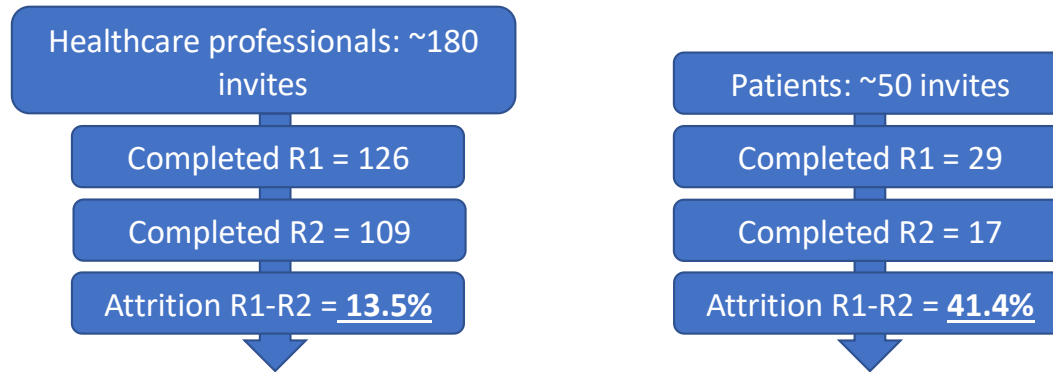 Healthcare professionals: ~180
invites
Completed R1 = 126
Completed R2 = 109
Attrition R1-R2 = 13.5%
Patients: ~50 invites
Completed R1 = 29
Completed R2 = 17
Attrition R1-R2 = 41.4%